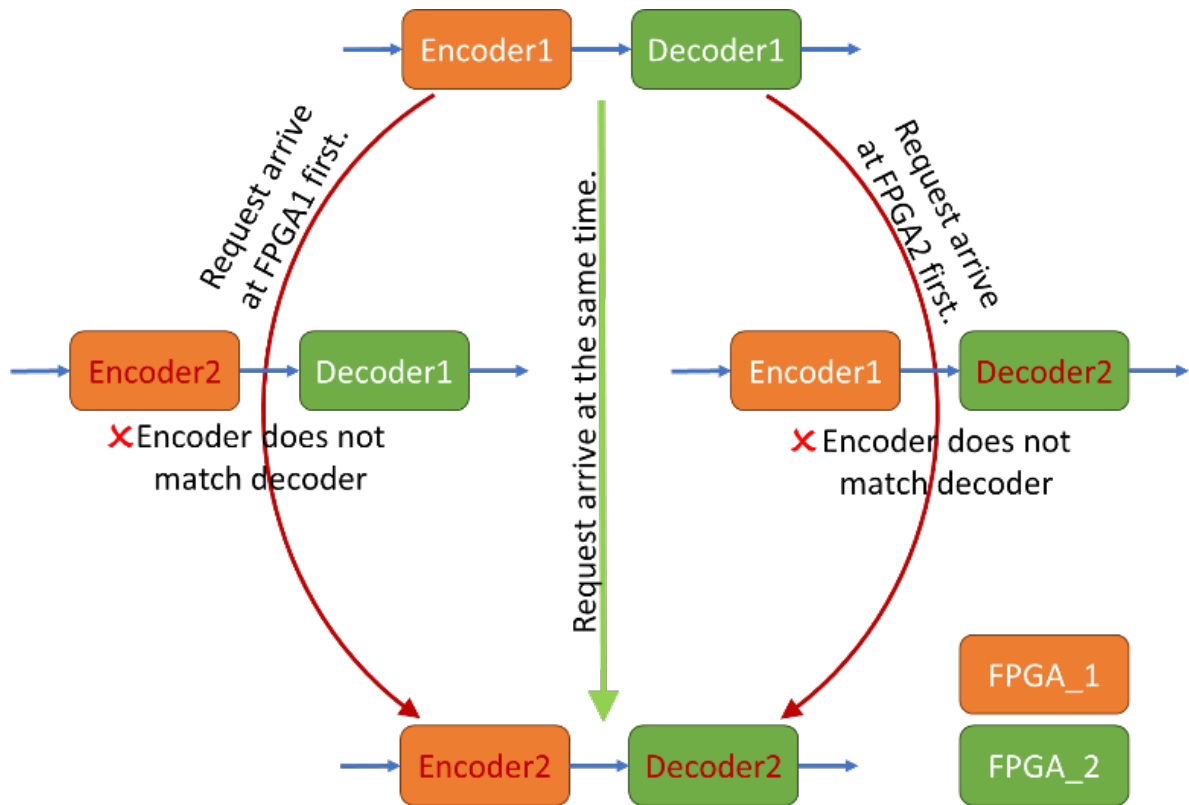 Encoder1
Decoder1
Request arrive
at FPGA1 first.
Request arrive at the same time.
Request arrive
at FPGA2 first.
Encoder2
Decoder1
✘ Encoder does not
match decoder
Encoder1
Decoder2
✘ Encoder does not
match decoder
Encoder2
Decoder2
FPGA_1
FPGA_2